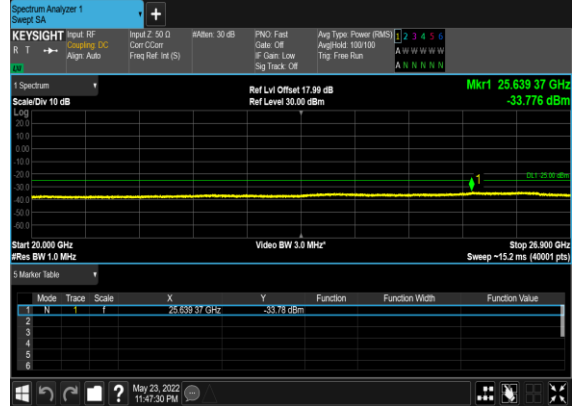 Spectrum Analyzer 1
Swept SA
+
KEYSIGHT Input: RF Input Z: 50 Ω #Atten: 30 dB PNO: Fast Avg Type: Power (RMS) 1 2 3 4 5 6
R T Coupling: DC Corr CCorr Gate: Off Avg|Hold: 100/100 A W W W W W
Align: Auto Freq Ref: Int (S) IF Gain: Low Trig: Free Run
Sig Track: Off A N N N N N
1 Spectrum Ref Lvl Offset 17.99 dB Mkr1 25.639 37 GHz
Scale/Div 10 dB Ref Level 30.00 dBm -33.776 dBm
Log
20.0
10.0
0.00
-10.0
-20.0 1 DL1 -25.00 dBm
-30.0
-40.0
-50.0
-60.0
Start 20.000 GHz Video BW 3.0 MHz* Stop 26.900 GHz
#Res BW 1.0 MHz Sweep ~15.2 ms (40001 pts)
5 Marker Table
Mode Trace Scale X Y Function Function Width Function Value
1 N 1 f 25.639 37 GHz -33.78 dBm
2
3
4
5
6
? May 23, 2022
11:47:30 PM